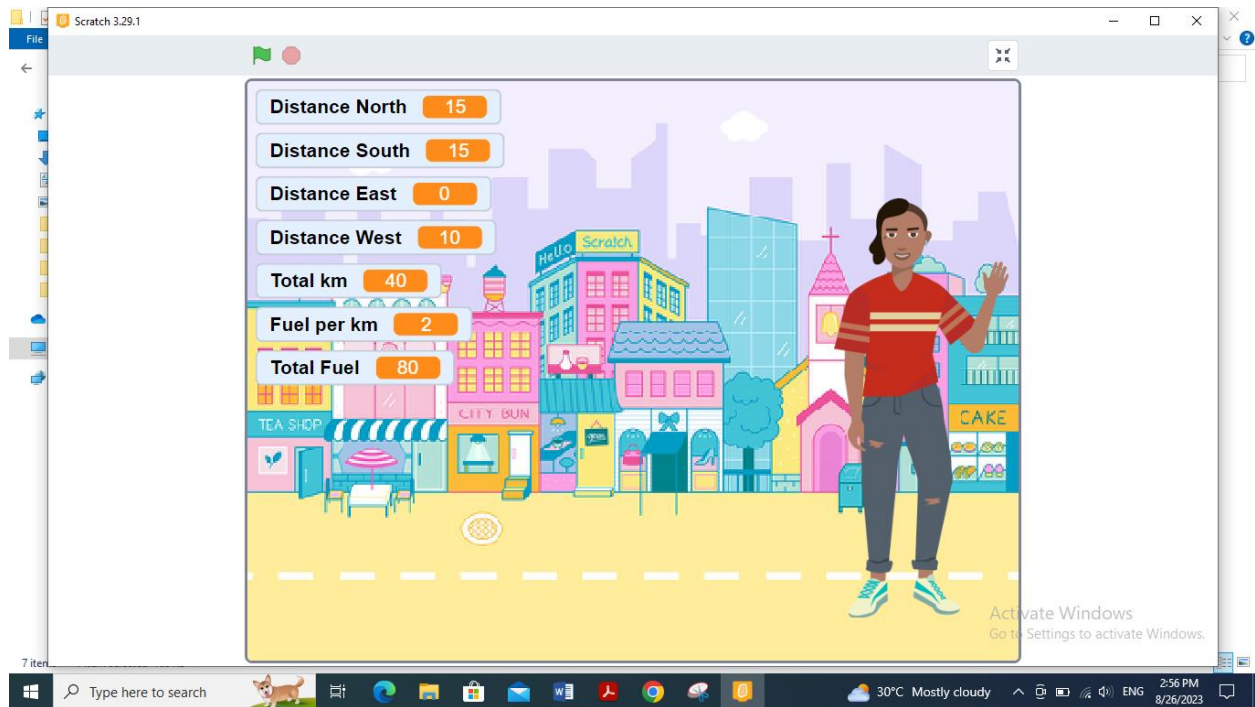 Scratch 3.29.1
File
Distance North 15
Distance South 15
Distance East 0
Distance West 10
Total km 40
Fuel per km 2
Total Fuel 80
Hello Scratch
TEA SHOP
CITY BUN
CAKE
Activate Windows
Go to Settings to activate Windows.
7 item
Type here to search
30°C Mostly cloudy
ENG
2:56 PM
8/26/2023